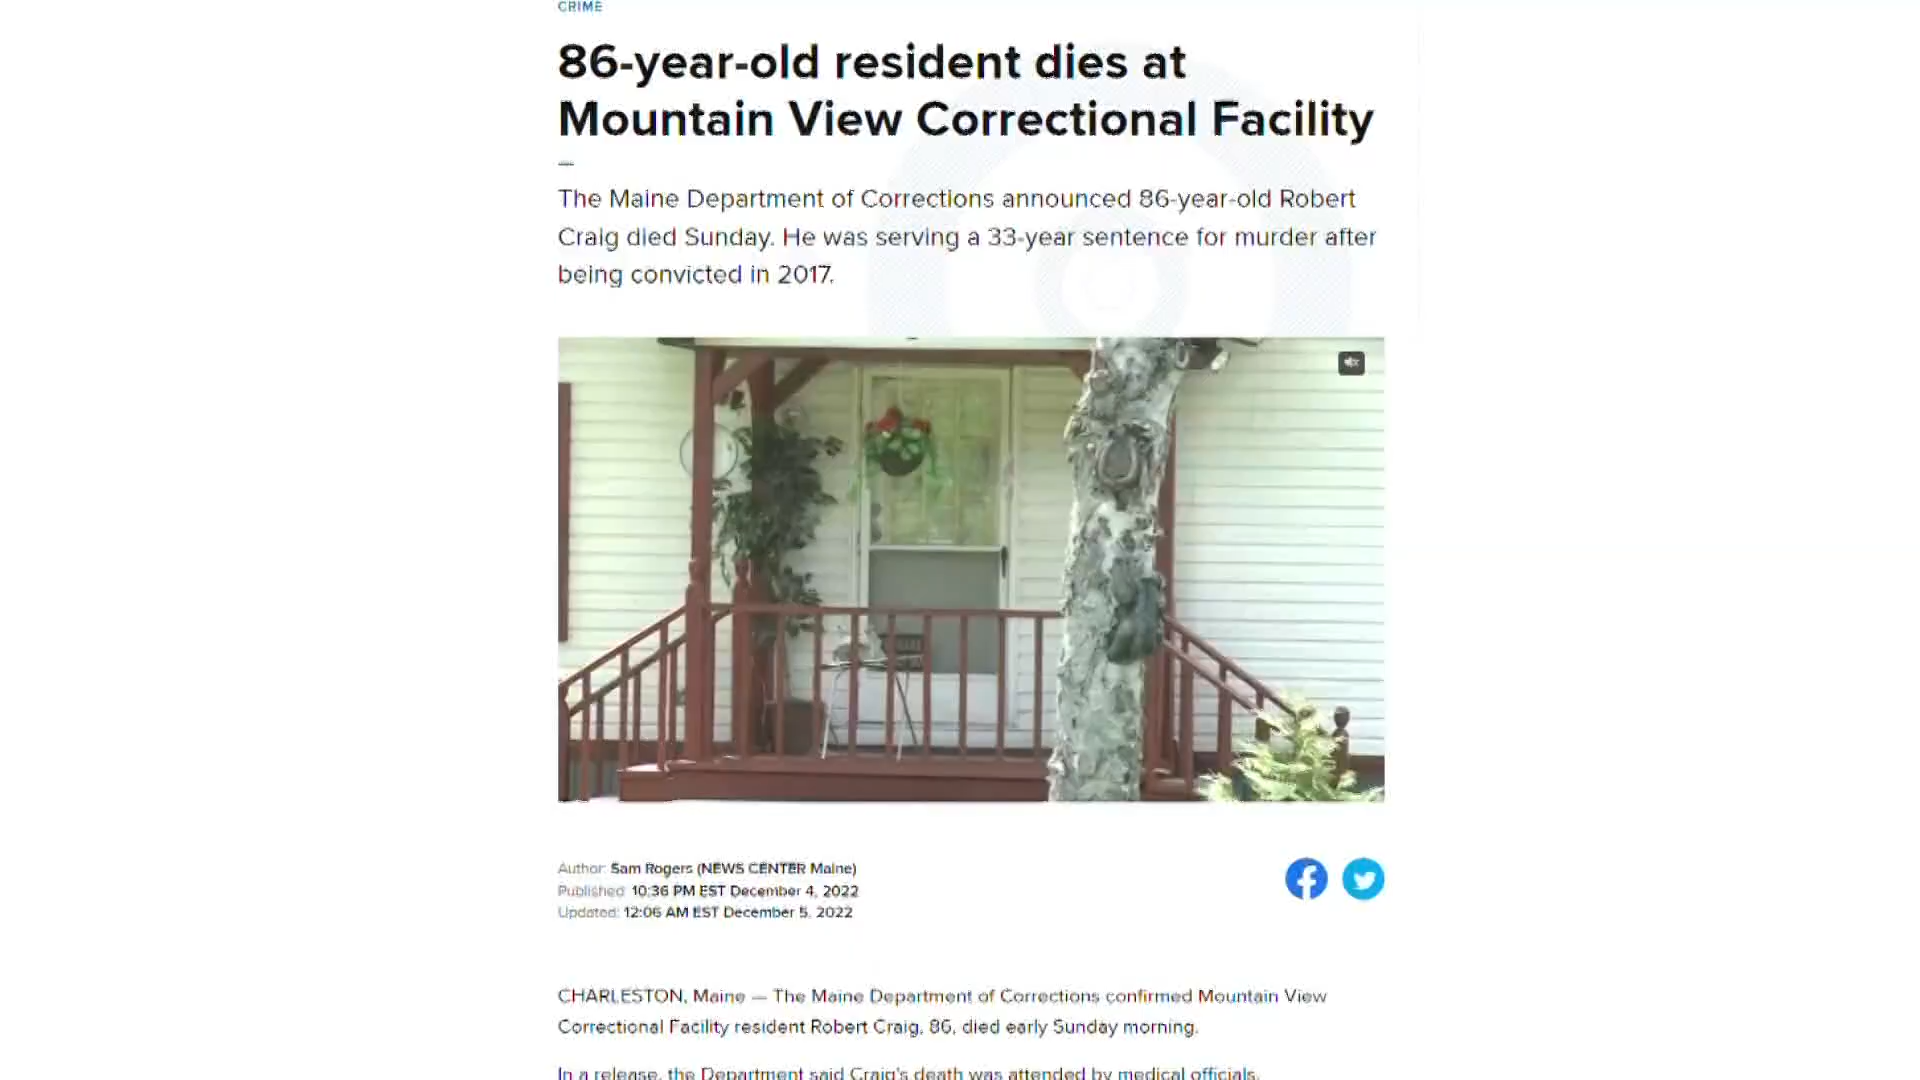 CRIME
86-year-old resident dies at
Mountain View Correctional Facility
The Maine Department of Corrections announced 86-year-old Robert
Craig died Sunday. He was serving a 33-year sentence for murder after
being convicted in 2017.
Author: Sam Rogers (NEWS CENTER Maine)
Published: 10:36 PM EST December 4, 2022
Updated: 12:06 AM EST December 5, 2022
CHARLESTON, Maine — The Maine Department of Corrections confirmed Mountain View
Correctional Facility resident Robert Craig, 86, died early Sunday morning.
In a release, the Department said Craig's death was attended by medical officials.